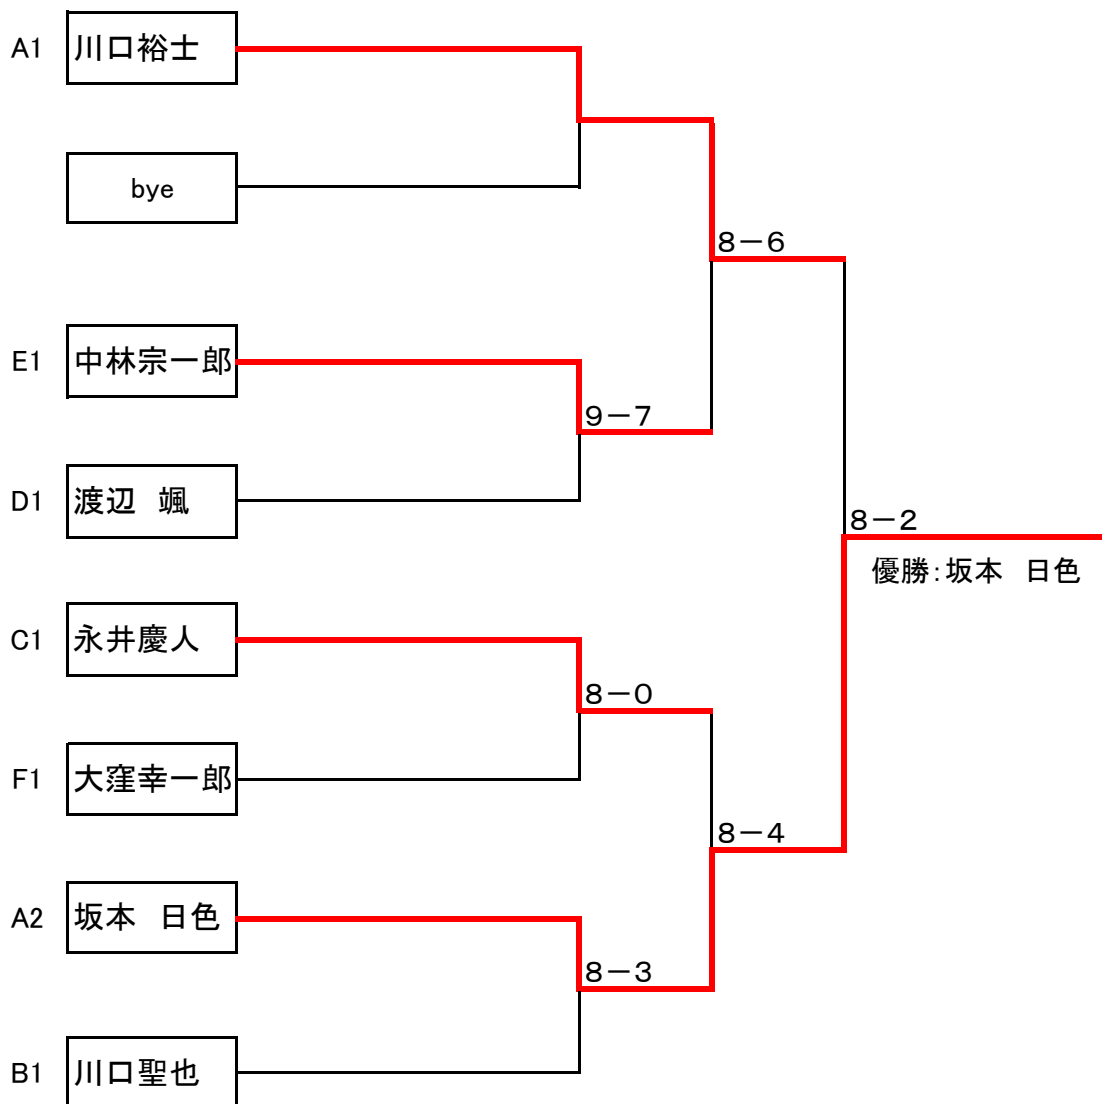 A1 川口裕士
bye
8－6
E1 中林宗一郎
9－7
D1 渡辺　颯
8－2
優勝：坂本　日色
C1 永井慶人
8－0
F1 大窪幸一郎
8－4
A2 坂本　日色
8－3
B1 川口聖也